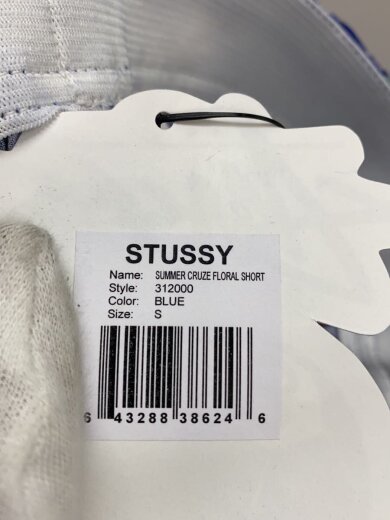 STUSSY
Name: SUMMER CRUZE FLORAL SHORT
Style: 312000
Color: BLUE
Size: S
6 43288 38624 6